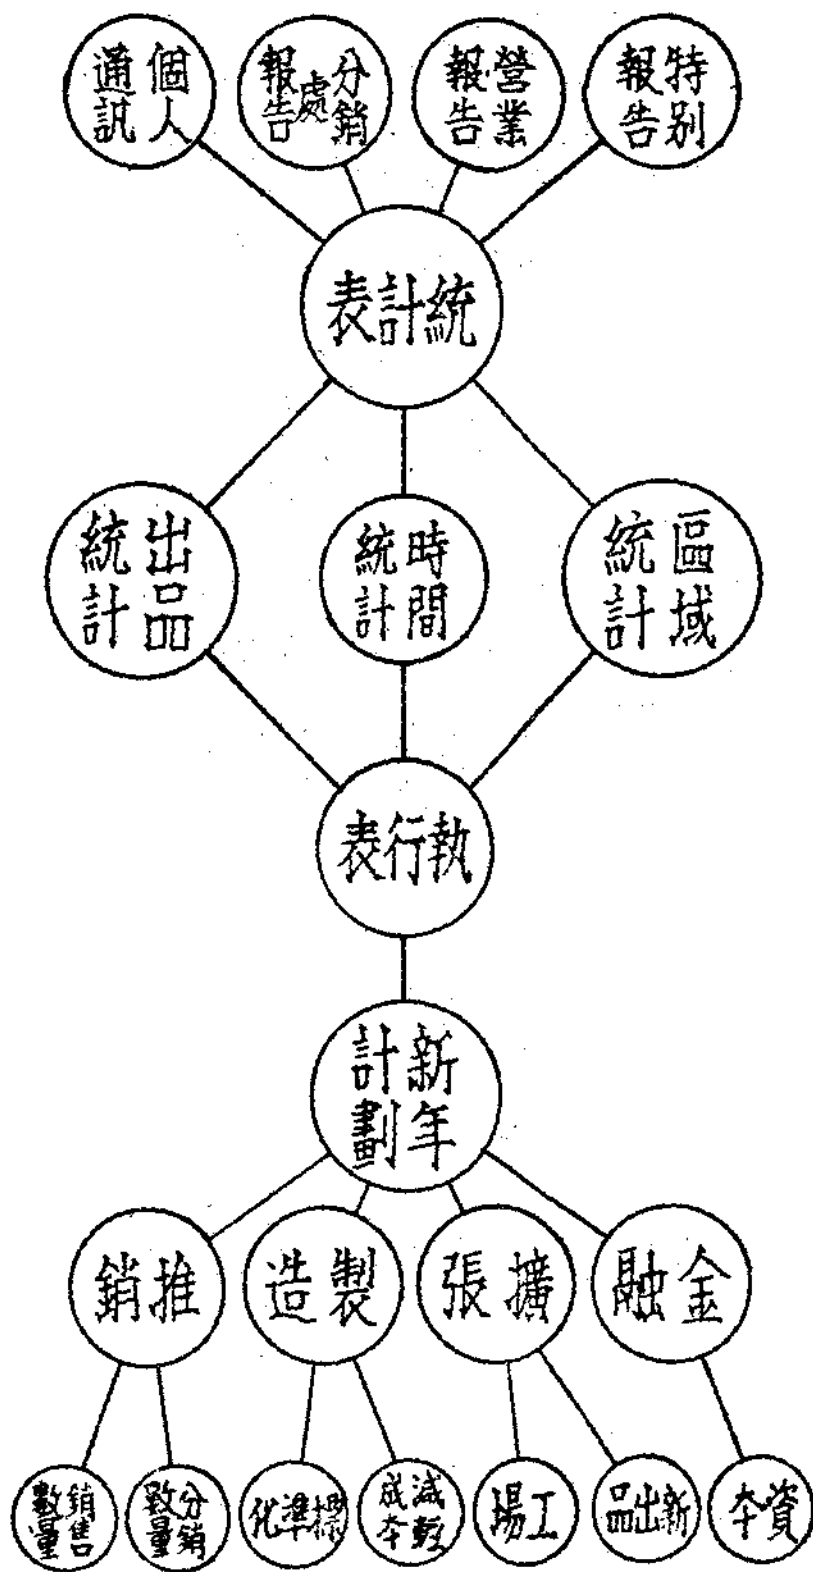 特别報告
營業報告
分銷處報告
個人通訊
統計表
區域統計
時間統計
出品統計
執行表
新年計劃
金融
擴張
製造
推銷
資本
新出品
工場
減輕成本
標準化
分銷數量
銷售數量